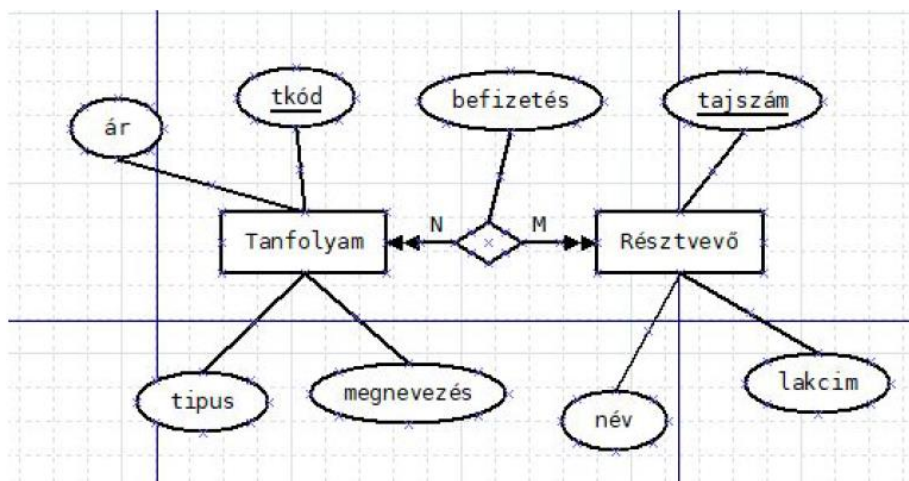 tkód
befizetés
tajszám
ár
N
M
Tanfolyam
Résztvevő
tipus
megnevezés
név
lakcim